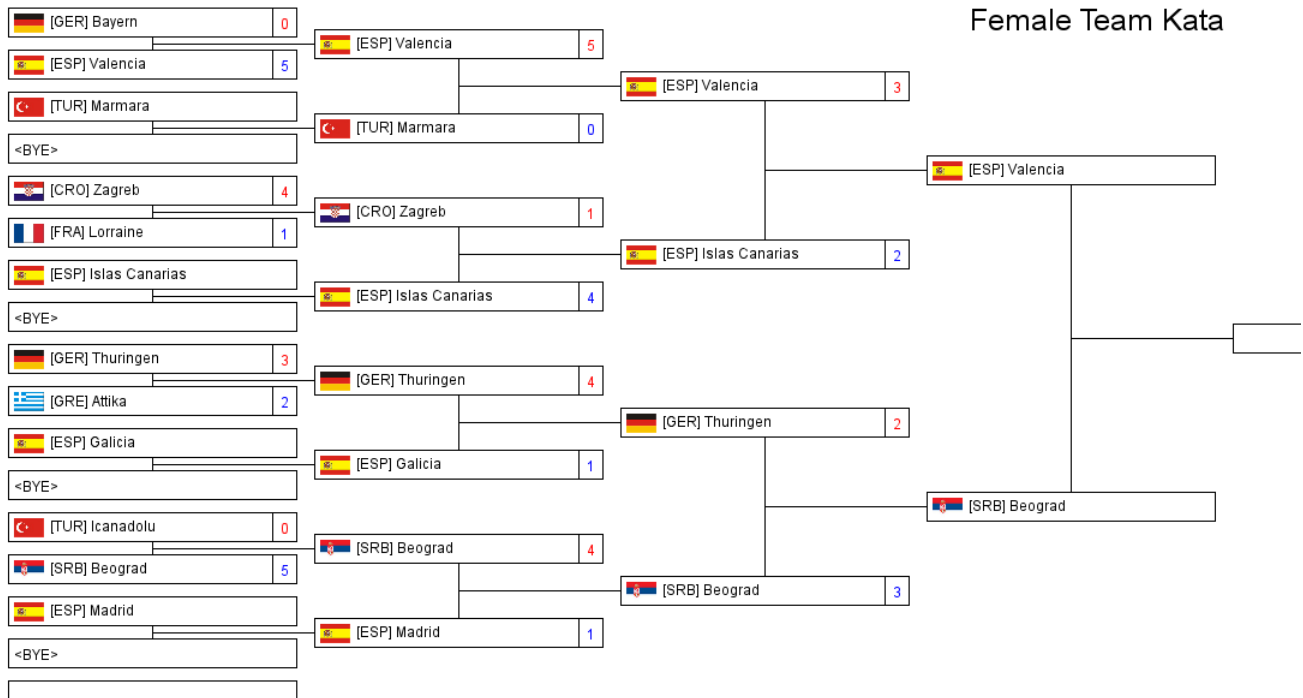 Female Team Kata
[GER] Bayern 0
[ESP] Valencia 5
[TUR] Marmara
<BYE>
[CRO] Zagreb 4
[FRA] Lorraine 1
[ESP] Islas Canarias
<BYE>
[GER] Thuringen 3
[GRE] Attika 2
[ESP] Galicia
<BYE>
[TUR] Icanadolu 0
[SRB] Beograd 5
[ESP] Madrid
<BYE>
[ESP] Valencia 5
[TUR] Marmara 0
[CRO] Zagreb 1
[ESP] Islas Canarias 4
[GER] Thuringen 4
[ESP] Galicia 1
[SRB] Beograd 4
[ESP] Madrid 1
[ESP] Valencia 3
[ESP] Islas Canarias 2
[GER] Thuringen 2
[SRB] Beograd 3
[ESP] Valencia
[SRB] Beograd